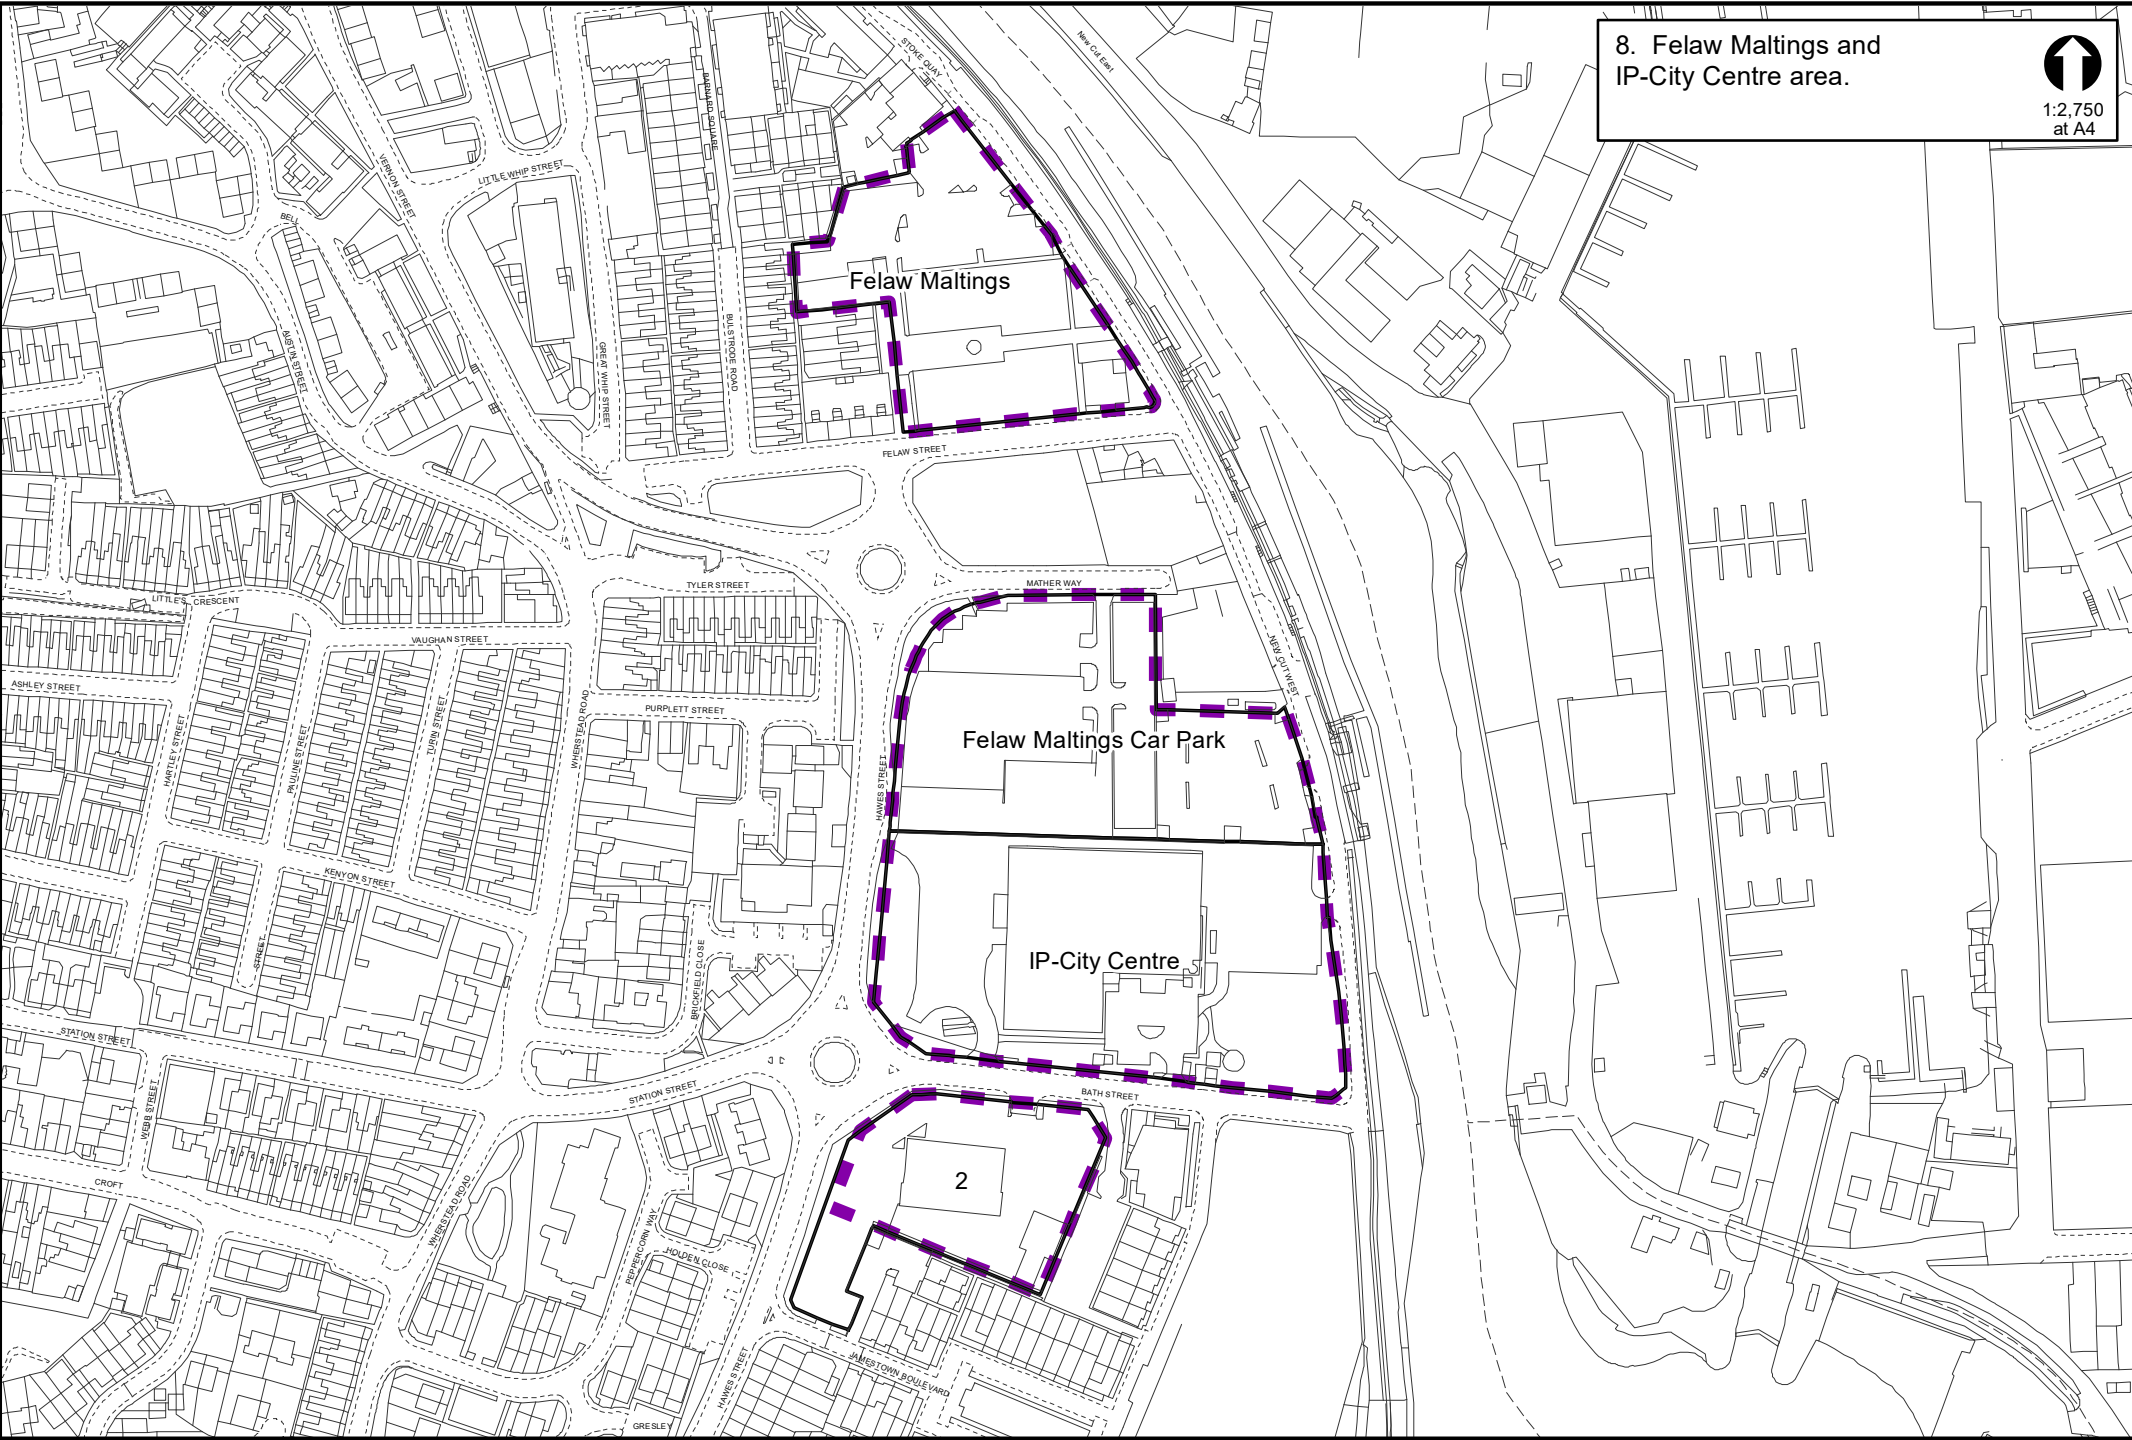 8. Felaw Maltings and
IP-City Centre area.
1:2,750
at A4
STOKE QUAY
New Cut East
BARNARD SQUARE
VERNON STREET
LITTLE WHIP STREET
BELL
Felaw Maltings
AUSTIN STREET
GREAT WHIP STREET
BULSTRODE ROAD
FELAW STREET
MATHER WAY
TYLER STREET
LITTLE'S CRESCENT
VAUGHAN STREET
NEW CUT WEST
ASHLEY STREET
HARTLEY STREET
PAULINE STREET
TURIN STREET
WHERSTEAD ROAD
PURPLETT STREET
Felaw Maltings Car Park
HAWES STREET
KENYON STREET
STREET
BRICKFIELD CLOSE
IP-City Centre
STATION STREET
WEBB STREET
STATION STREET
BATH STREET
CROFT
WHERSTEAD ROAD
PEPPERCORN WAY
HOLDEN CLOSE
2
HAWES STREET
JAMESTOWN BOULEVARD
GRESLEY